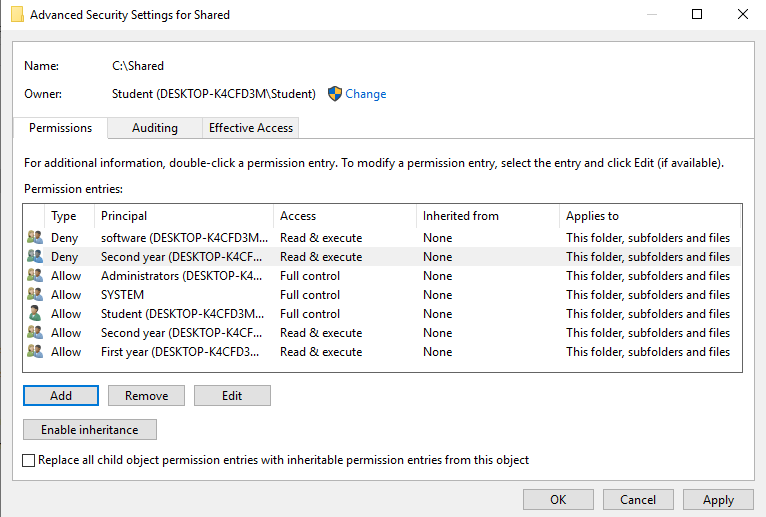 Advanced Security Settings for Shared
Name: C:\Shared
Owner: Student (DESKTOP-K4CFD3M\Student) Change
Permissions Auditing Effective Access
For additional information, double-click a permission entry. To modify a permission entry, select the entry and click Edit (if available).
Permission entries:
Type Principal Access Inherited from Applies to
Deny software (DESKTOP-K4CFD3M... Read & execute None This folder, subfolders and files
Deny Second year (DESKTOP-K4CF... Read & execute None This folder, subfolders and files
Allow Administrators (DESKTOP-K4... Full control None This folder, subfolders and files
Allow SYSTEM Full control None This folder, subfolders and files
Allow Student (DESKTOP-K4CFD3M... Full control None This folder, subfolders and files
Allow Second year (DESKTOP-K4CF... Read & execute None This folder, subfolders and files
Allow First year (DESKTOP-K4CFD3... Read & execute None This folder, subfolders and files
Add Remove Edit
Enable inheritance
Replace all child object permission entries with inheritable permission entries from this object
OK Cancel Apply